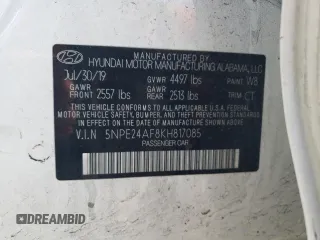 MANUFACTURED BY
HYUNDAI MOTOR MANUFACTURING ALABAMA, LLC
Jul/30/19 GVWR 4497 lbs PAINT W8
GAWR FRONT 2557 lbs GAWR REAR 2513 lbs TRIM CT
THIS VEHICLE CONFORMS TO ALL APPLICABLE U.S.A. FEDERAL
MOTOR VEHICLE SAFETY, BUMPER, AND THEFT PREVENTION
STANDARDS IN EFFECT ON THE DATE OF MANUFACTURE SHOWN ABOVE.
V.I.N 5NPE24AF8KH817085
PASSENGER CAR
© BIDHISTORY